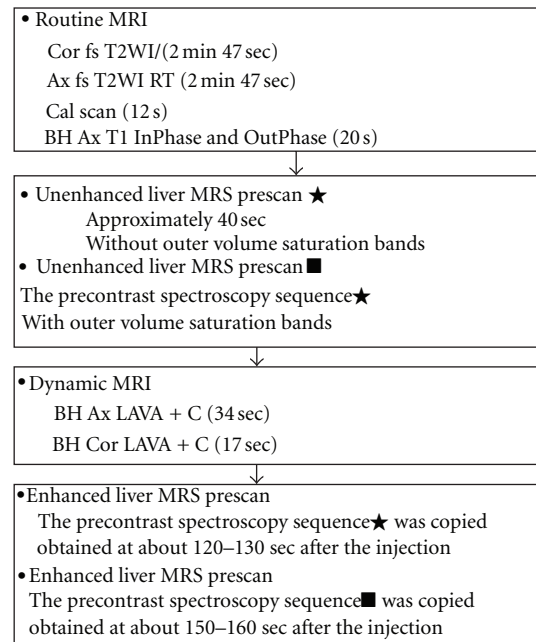 • Routine MRI
Cor fs T2WI/(2 min 47 sec)
Ax fs T2WI RT (2 min 47 sec)
Cal scan (12 s)
BH Ax T1 InPhase and OutPhase (20 s)
• Unenhanced liver MRS prescan ★
Approximately 40 sec
Without outer volume saturation bands
• Unenhanced liver MRS prescan ■
The precontrast spectroscopy sequence ★
With outer volume saturation bands
• Dynamic MRI
BH Ax LAVA + C (34 sec)
BH Cor LAVA + C (17 sec)
• Enhanced liver MRS prescan
The precontrast spectroscopy sequence ★ was copied
obtained at about 120–130 sec after the injection
• Enhanced liver MRS prescan
The precontrast spectroscopy sequence ■ was copied
obtained at about 150–160 sec after the injection